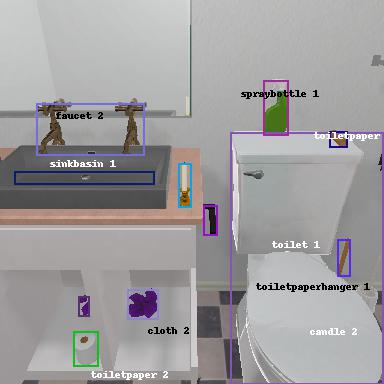 spraybottle 1
faucet 2
toiletpaper
sinkbasin 1
toilet 1
toiletpaperhanger 1
cloth 2
candle 2
toiletpaper 2